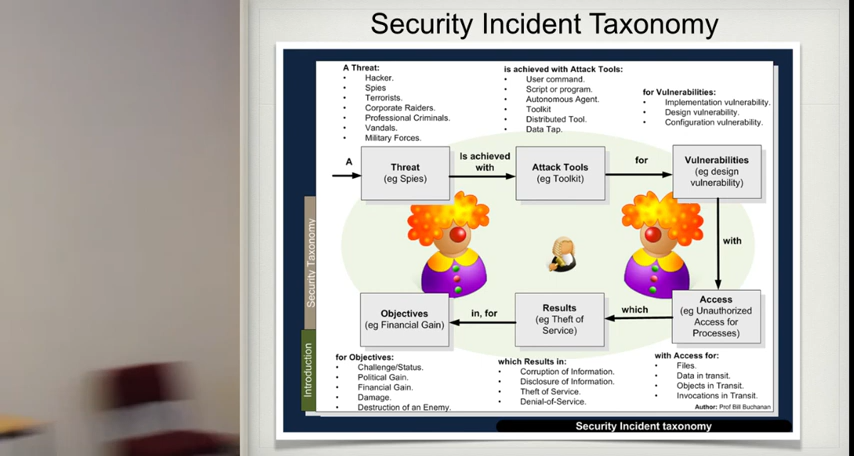 Security Incident Taxonomy
A Threat:
• Hacker.
• Spies
• Terrorists.
• Corporate Raiders.
• Professional Criminals.
• Vandals.
• Military Forces.
is achieved with Attack Tools:
• User command.
• Script or program.
• Autonomous Agent.
• Toolkit
• Distributed Tool.
• Data Tap.
for Vulnerabilities:
• Implementation vulnerability.
• Design vulnerability.
• Configuration vulnerability.
A
Threat
(eg Spies)
Is achieved
with
Attack Tools
(eg Toolkit)
for
Vulnerabilities
(eg design
vulnerability)
with
Access
(eg Unauthorized
Access for
Processes)
which
Results
(eg Theft of
Service)
in, for
Objectives
(eg Financial Gain)
Security Taxonomy
Introduction
for Objectives:
• Challenge/Status.
• Political Gain.
• Financial Gain.
• Damage.
• Destruction of an Enemy.
which Results in:
• Corruption of Information.
• Disclosure of Information.
• Theft of Service.
• Denial-of-Service.
with Access for:
• Files.
• Data in transit.
• Objects in Transit.
• Invocations in Transit.
Author: Prof Bill Buchanan
Security Incident taxonomy